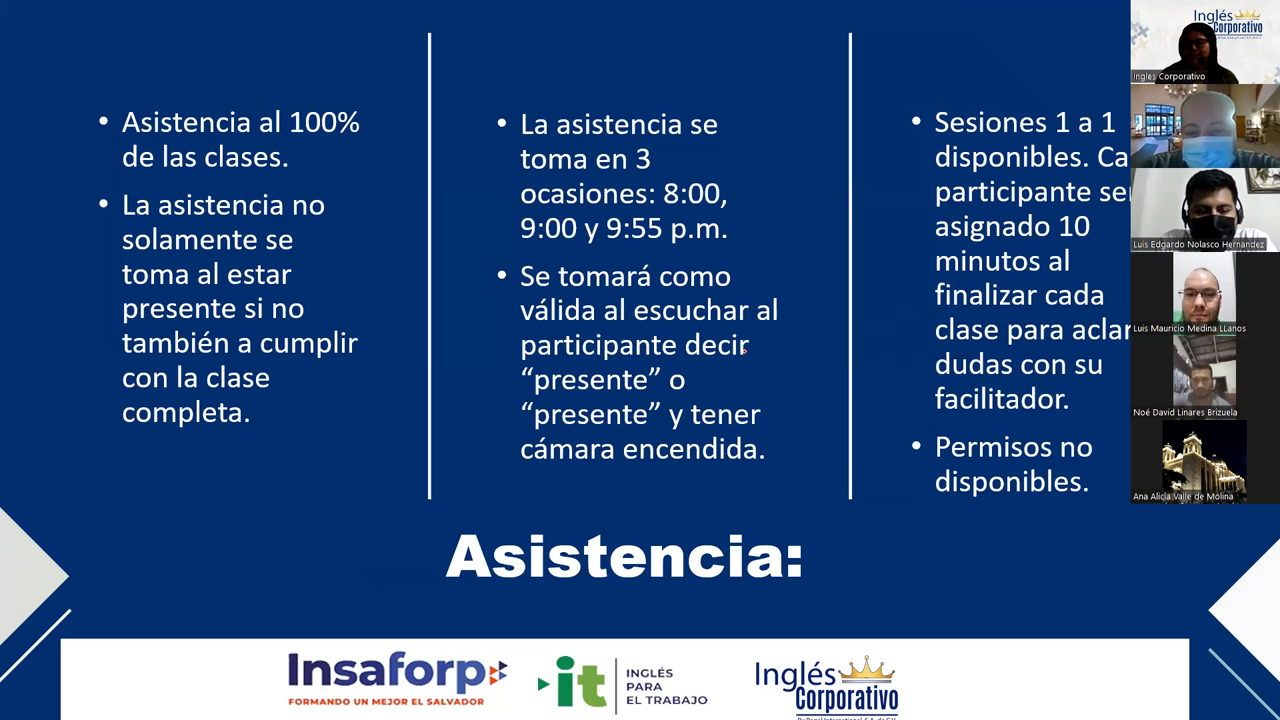 • Asistencia al 100%
de las clases.
• La asistencia no
solamente se
toma al estar
presente si no
también a cumplir
con la clase
completa.
• La asistencia se
toma en 3
ocasiones: 8:00,
9:00 y 9:55 p.m.
• Se tomará como
válida al escuchar al
participante decir
“presente” o
“presente” y tener
cámara encendida.
• Sesiones 1 a 1
disponibles. Ca
participante ser
asignado 10
minutos al
finalizar cada
clase para aclar
dudas con su
facilitador.
• Permisos no
disponibles.
Asistencia:
Insaforp
FORMANDO UN MEJOR EL SALVADOR
it
INGLÉS
PARA
EL TRABAJO
Inglés
Corporativo
Inglés
Corporativo
Ingles Corporativo
Luis Edgardo Nolasco Hernandez
Luis Mauricio Medina LLanos
Noé David Linares Brizuela
Ana Alicia Valle de Molina